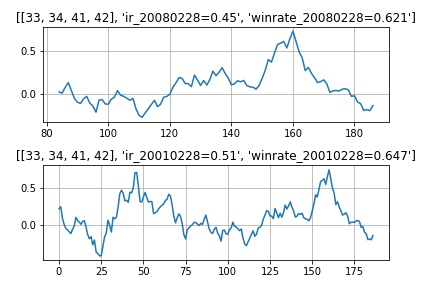 [[33, 34, 41, 42], 'ir_20080228=0.45', 'winrate_20080228=0.621']
0.5
0.0
80 100 120 140 160 180
[[33, 34, 41, 42], 'ir_20010228=0.51', 'winrate_20010228=0.647']
0.5
0.0
0 25 50 75 100 125 150 175